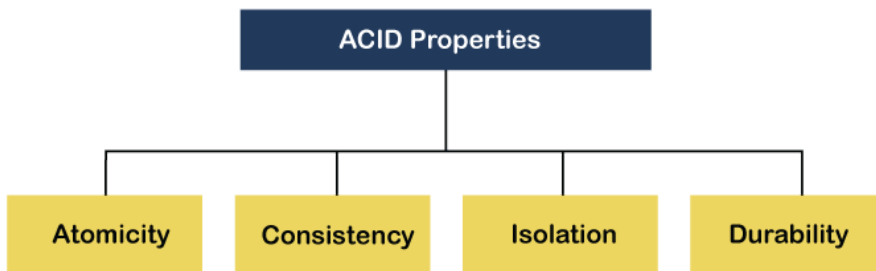 ACID Properties
Atomicity
Consistency
Isolation
Durability